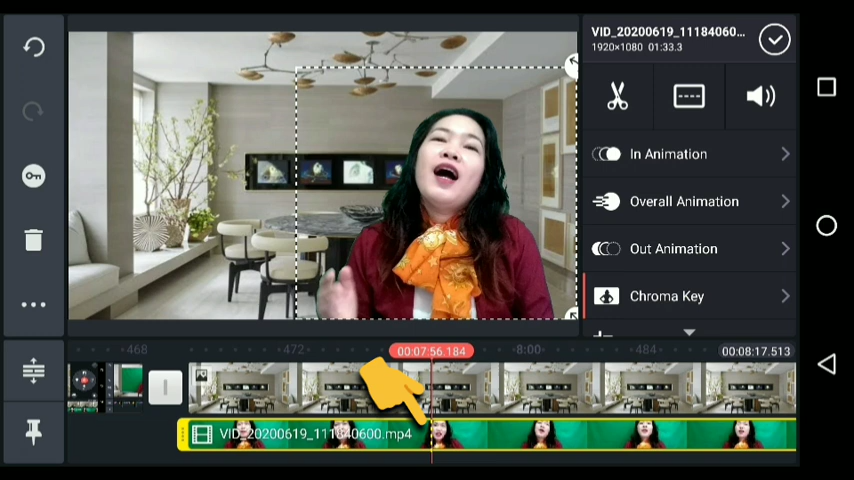 VID_20200619_11184060...
1920×1080 01:33.3
In Animation
Overall Animation
Out Animation
Chroma Key
468
472
00:07:56.184
8:00
484
00:08:17.513
VID_20200619_111840600.mp4